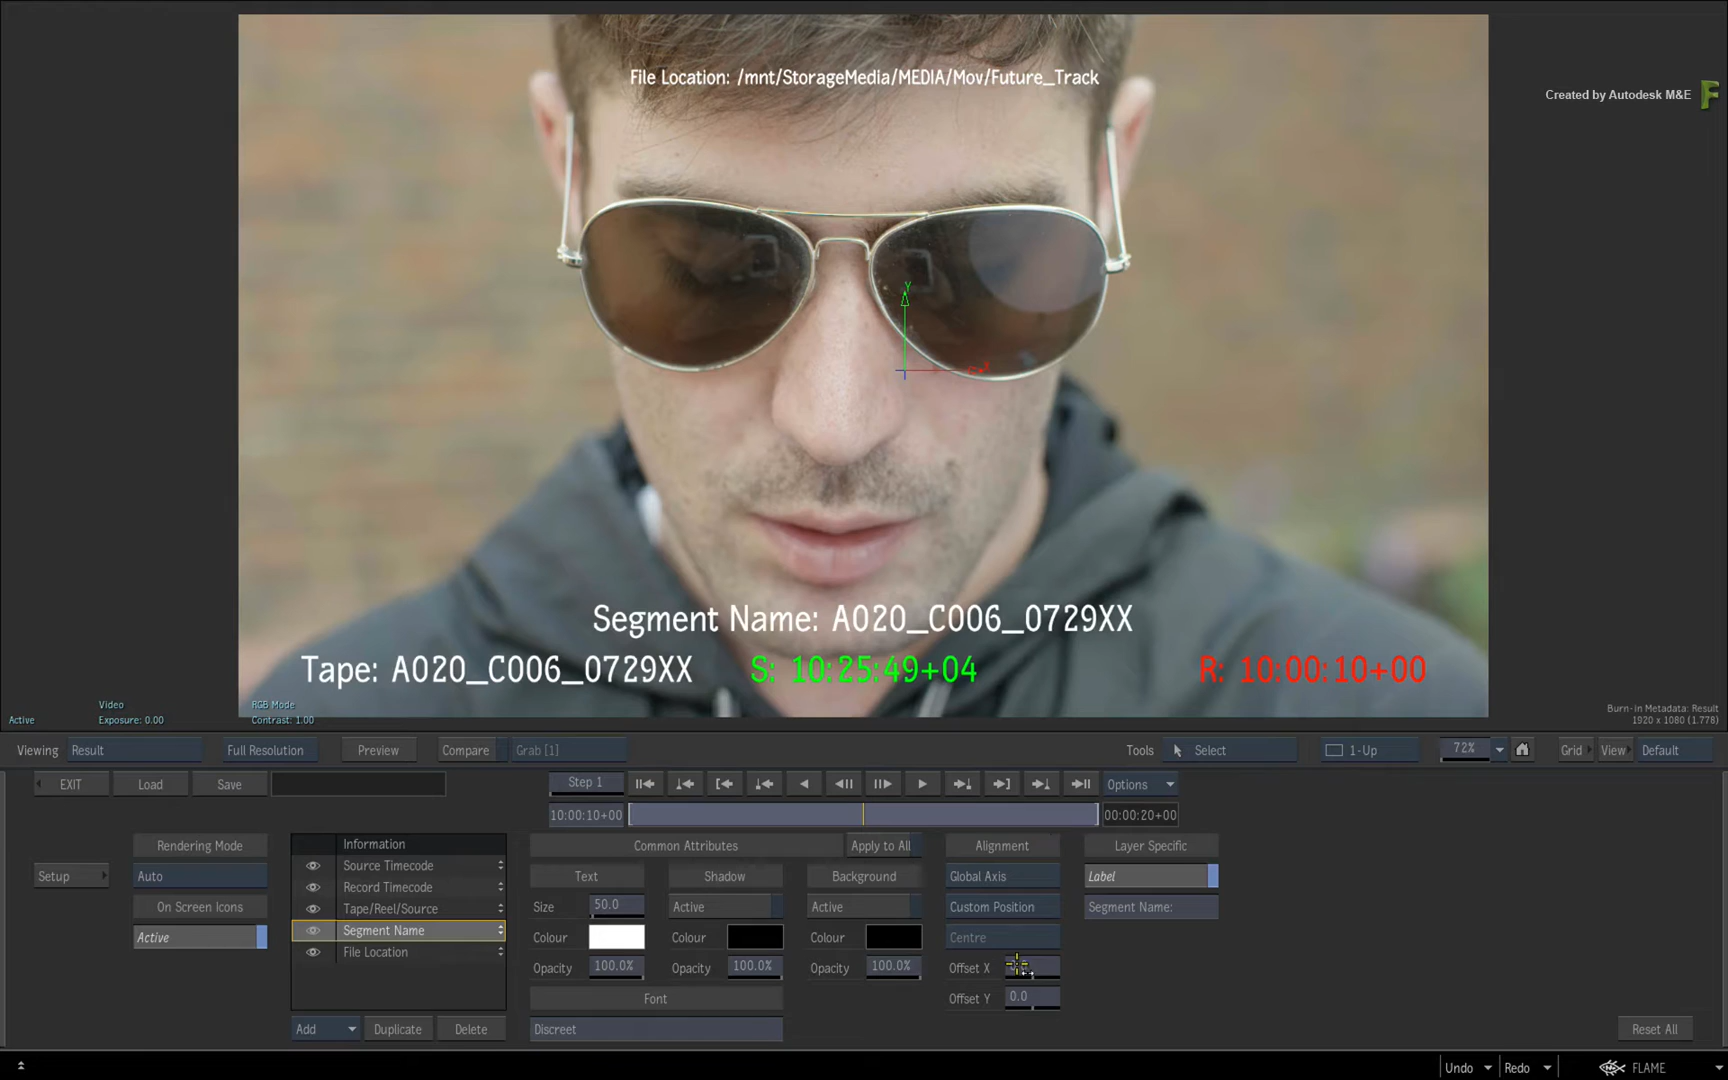 File Location: /mnt/StorageMedia/MEDIA/Mov/Future_Track
Created by Autodesk M&E
Y
Segment Name: A020_C006_0729XX
Tape: A020_C006_0729XX S: 10:25:49+04 R: 10:00:10+00
Video RGB Mode Burn-in Metadata: Result
Active Exposure: 0.00 Contrast: 1.00 1920 x 1080 (1.778)
Viewing Result Full Resolution Preview Compare Grab [1] Tools Select 1-Up 72% Grid View Default
EXIT Load Save Step 1 Options
10:00:10+00 00:00:20+00
Rendering Mode Information Common Attributes Apply to All Alignment Layer Specific
Setup Auto Source Timecode Text Shadow Background Global Axis Label
On Screen Icons Record Timecode Size 50.0 Active Active Custom Position Segment Name:
Active Tape/Reel/Source Colour Colour Colour Centre
Segment Name Opacity 100.0% Opacity 100.0% Opacity 100.0% Offset X
File Location Font Offset Y 0.0
Add Duplicate Delete Discreet Reset All
Undo Redo FLAME